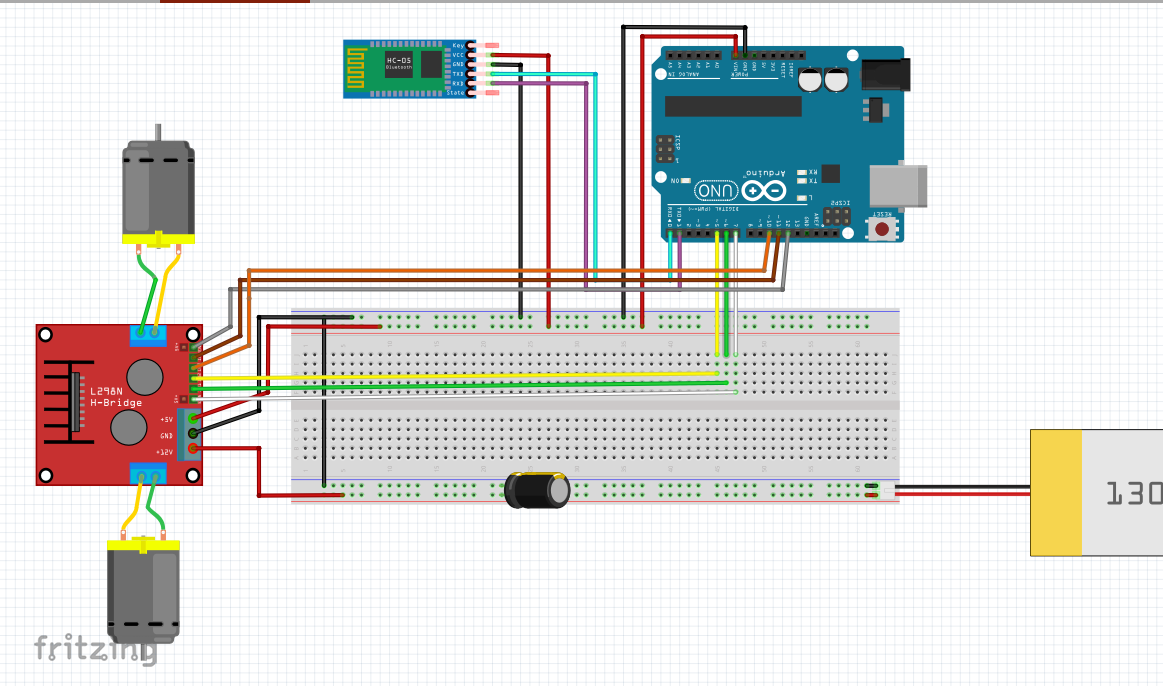 Key
VCC
GND
TXD
RXD
State
HC-05
Bluetooth
A5
A4
A3
A2
A1
A0
VIN
GND
GND
5V
3V3
RESET
IOREF
ANALOG IN
POWER
ICSP
ON
UNO
Arduino
TM
RX
TX
L
ICSP2
RESET
DIGITAL (PWM=~)
RX0
TX0
0
1
2
~3
4
~5
~6
7
8
~9
~10
~11
12
13
GND
AREF
L298N
H-Bridge
+5V
GND
+12V
130
fritzing